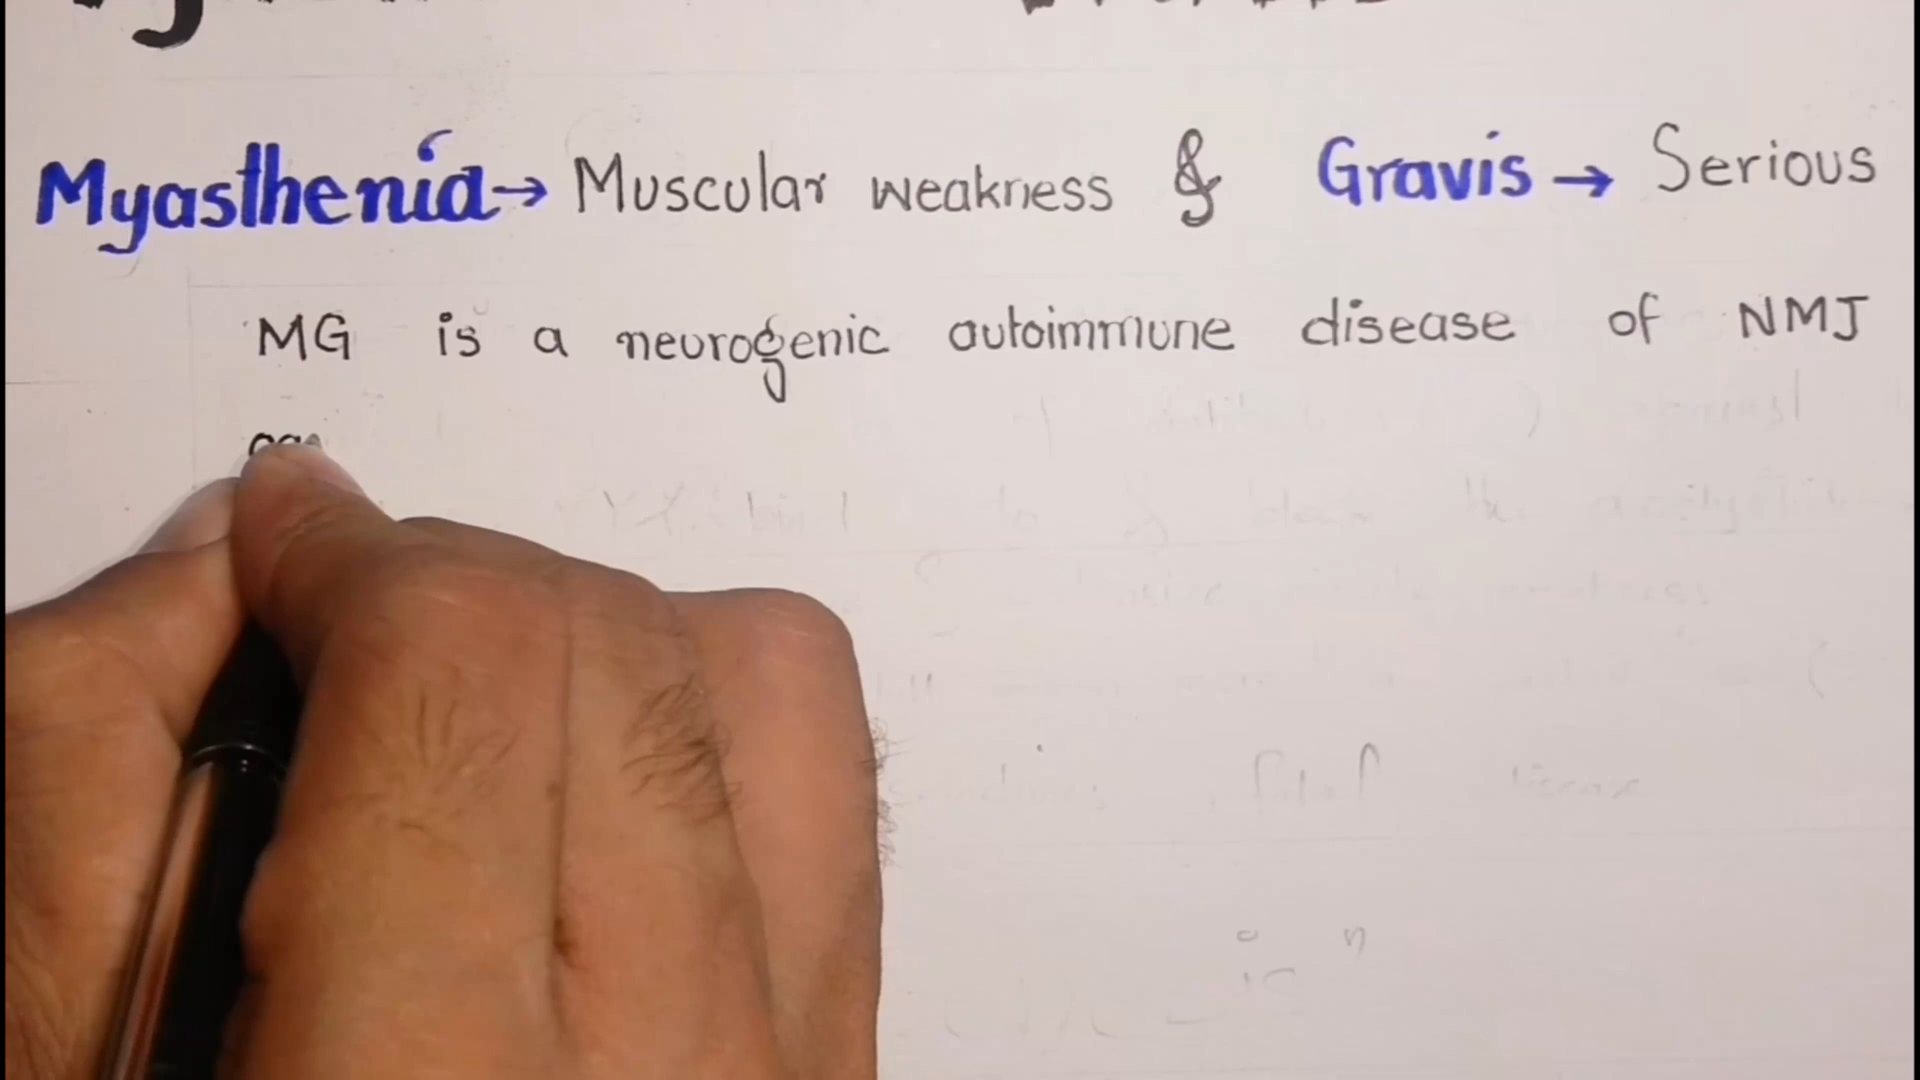 Myasthenia → Muscular weakness & Gravis → Serious
MG is a neurogenic autoimmune disease of NMJ